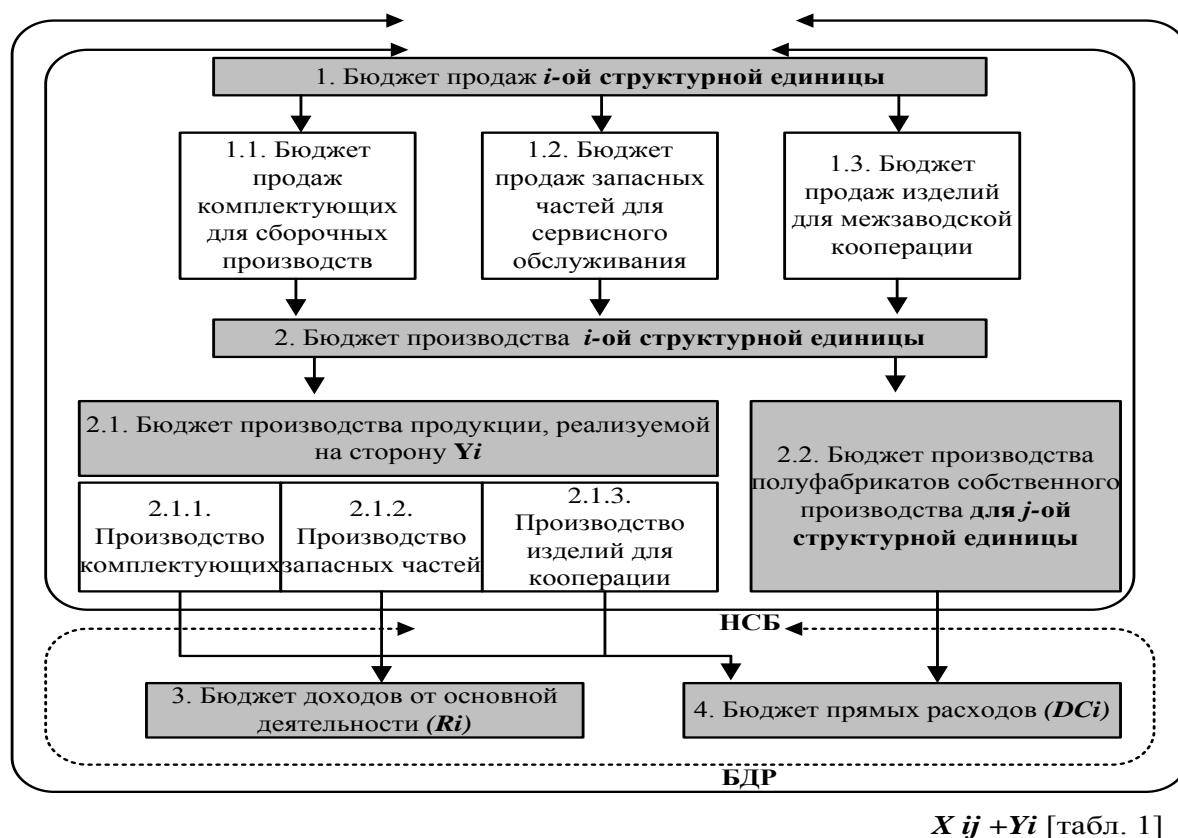 1. Бюджет продаж i-ой структурной единицы
1.1. Бюджет
продаж
комплектующих
для сборочных
производств
1.2. Бюджет
продаж запасных
частей для
сервисного
обслуживания
1.3. Бюджет
продаж изделий
для межзаводской
кооперации
2. Бюджет производства i-ой структурной единицы
2.1. Бюджет производства продукции, реализуемой
на сторону Yi
2.2. Бюджет производства
полуфабрикатов собственного
производства для j-ой
структурной единицы
2.1.1.
Производство
комплектующих
2.1.2.
Производство
запасных частей
2.1.3.
Производство
изделий для
кооперации
НСБ
3. Бюджет доходов от основной
деятельности (Ri)
4. Бюджет прямых расходов (DCi)
БДР
X ij +Yi [табл. 1]